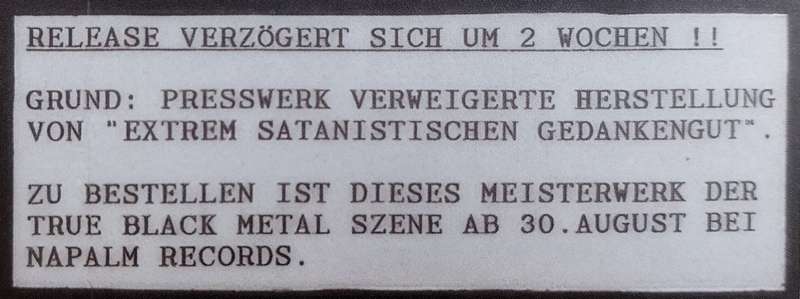 RELEASE VERZÖGERT SICH UM 2 WOCHEN !!
GRUND: PRESSWERK VERWEIGERTE HERSTELLUNG
VON "EXTREM SATANISTISCHEN GEDANKENGUT".
ZU BESTELLEN IST DIESES MEISTERWERK DER
TRUE BLACK METAL SZENE AB 30.AUGUST BEI
NAPALM RECORDS.